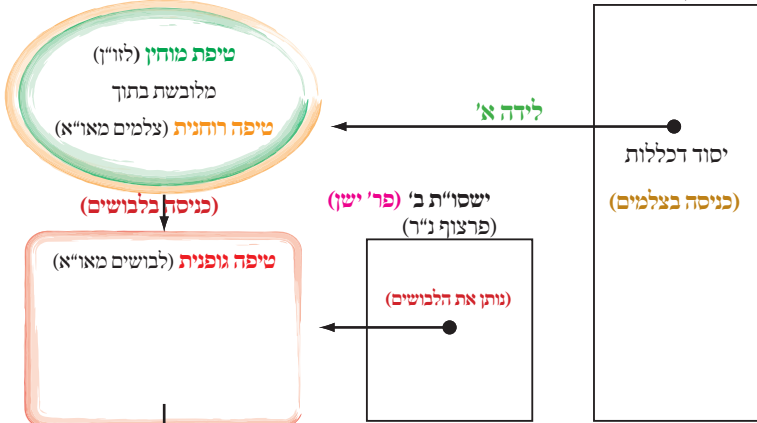 טיפת מוחין (לזו״ן)
מלובשת בתוך
טיפה רוחנית (צלמים מאו״א)
לידה א׳
יסוד דכללות
(כניסה בצלמים)
(כניסה בלבושים)
ישסו״ת ב׳ (פר׳ ישן)
(פרצוף נ״ר)
טיפה גופנית (לבושים מאו״א)
(נותן את הלבושים)